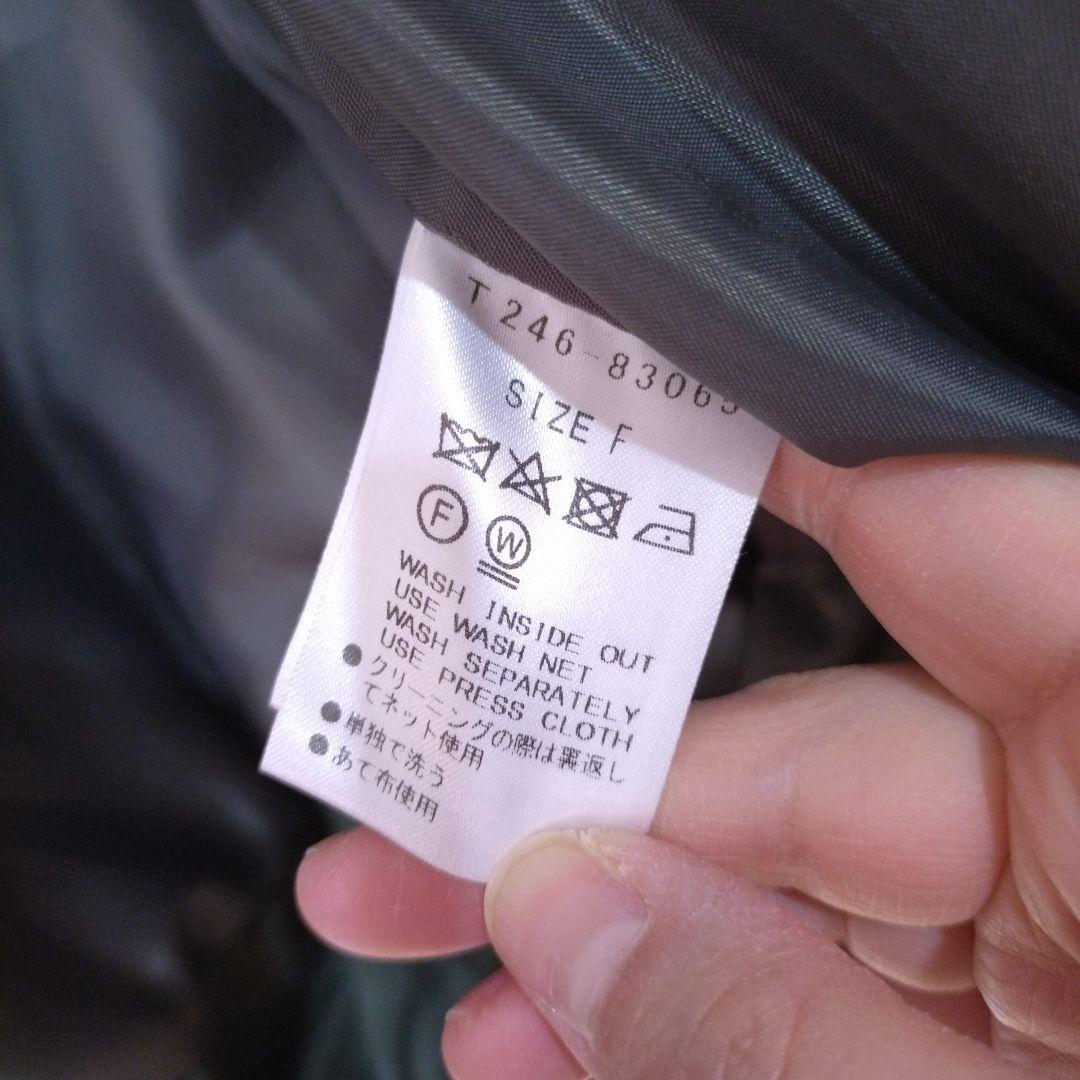 T 246-83065
SIZE F
F W
WASH INSIDE OUT
USE WASH NET
WASH SEPARATELY
USE PRESS CLOTH
●クリーニングの際は裏返し
てネット使用
●単独で洗う
●あて布使用